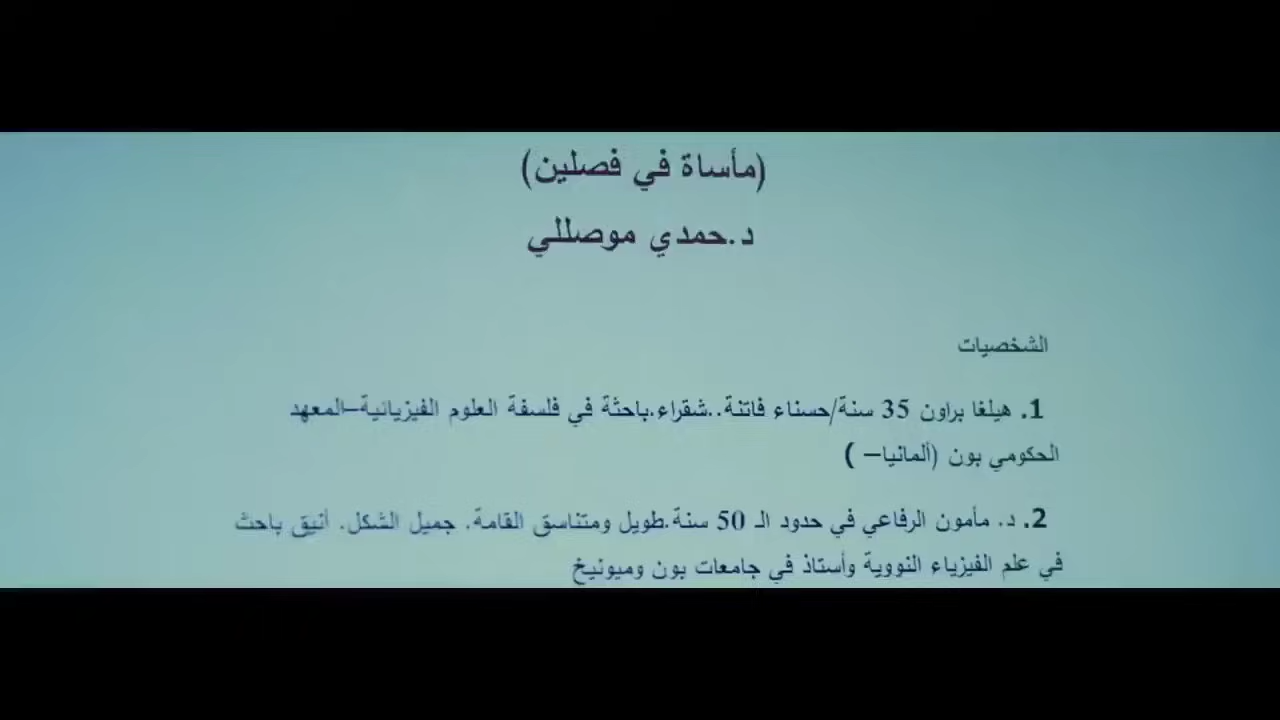 (مأساة في فصلين)
د.حمدي موصللي
الشخصيات
1. هيلغا براون 35 سنة/حسناء فاتنة..شقراء.باحثة في فلسفة العلوم الفيزيائية–المعهد
الحكومي بون (ألمانيا– )
2. د. مأمون الرفاعي في حدود الـ 50 سنة.طويل ومتناسق القامة. جميل الشكل. أنيق باحث
في علم الفيزياء النووية وأستاذ في جامعات بون وميونيخ